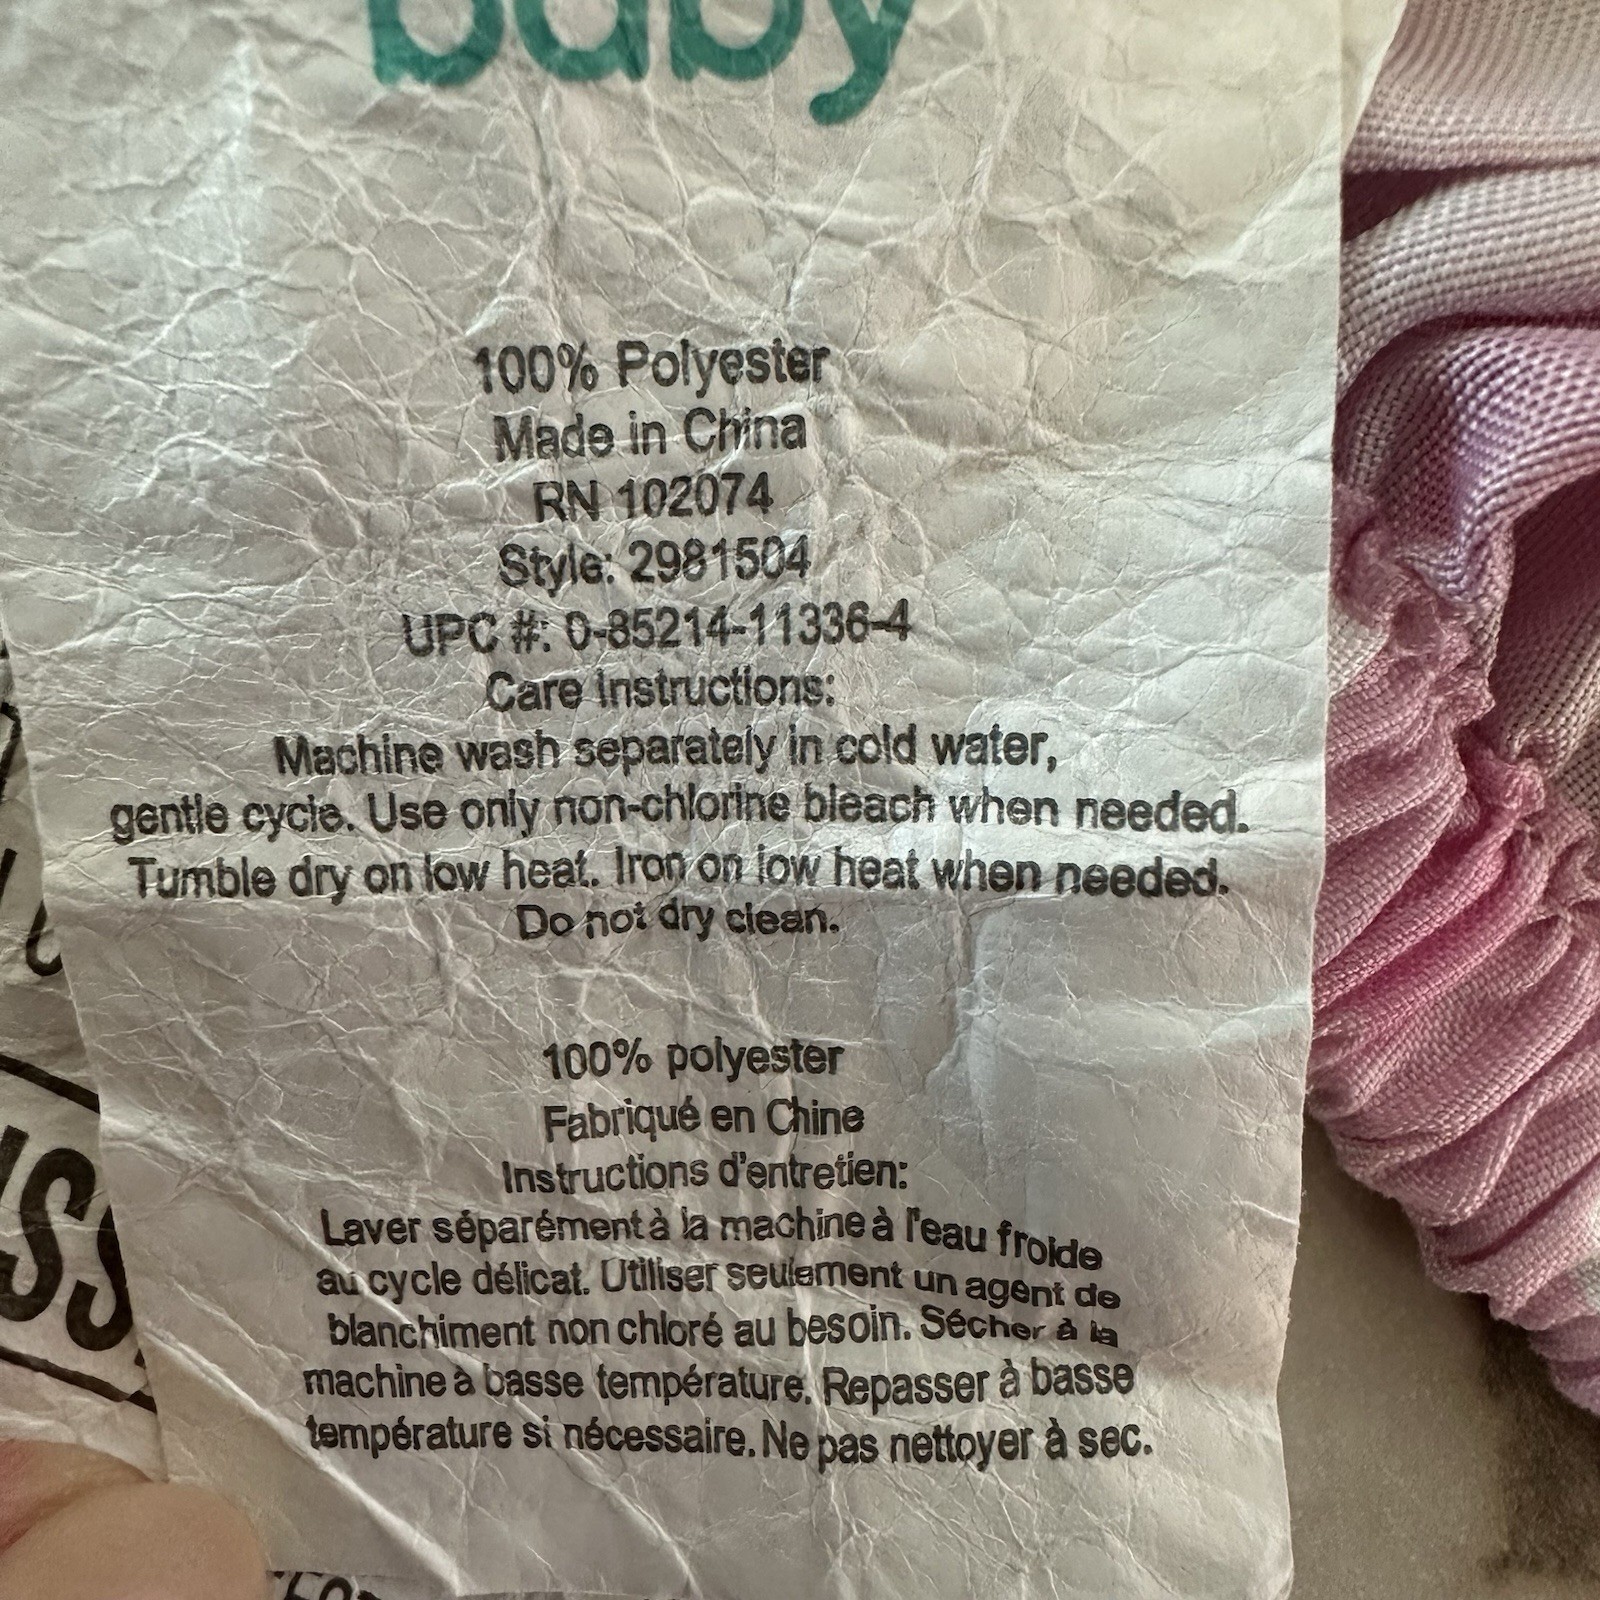 baby
100% Polyester
Made in China
RN 102074
Style: 2981504
UPC #: 0-85214-11336-4
Care Instructions:
Machine wash separately in cold water,
gentle cycle. Use only non-chlorine bleach when needed.
Tumble dry on low heat. Iron on low heat when needed.
Do not dry clean.
100% polyester
Fabriqué en Chine
Instructions d'entretien:
Laver séparément à la machine à l'eau froide
au cycle délicat. Utiliser seulement un agent de
blanchiment non chloré au besoin. Sécher à la
machine à basse température. Repasser à basse
température si nécessaire. Ne pas nettoyer à sec.